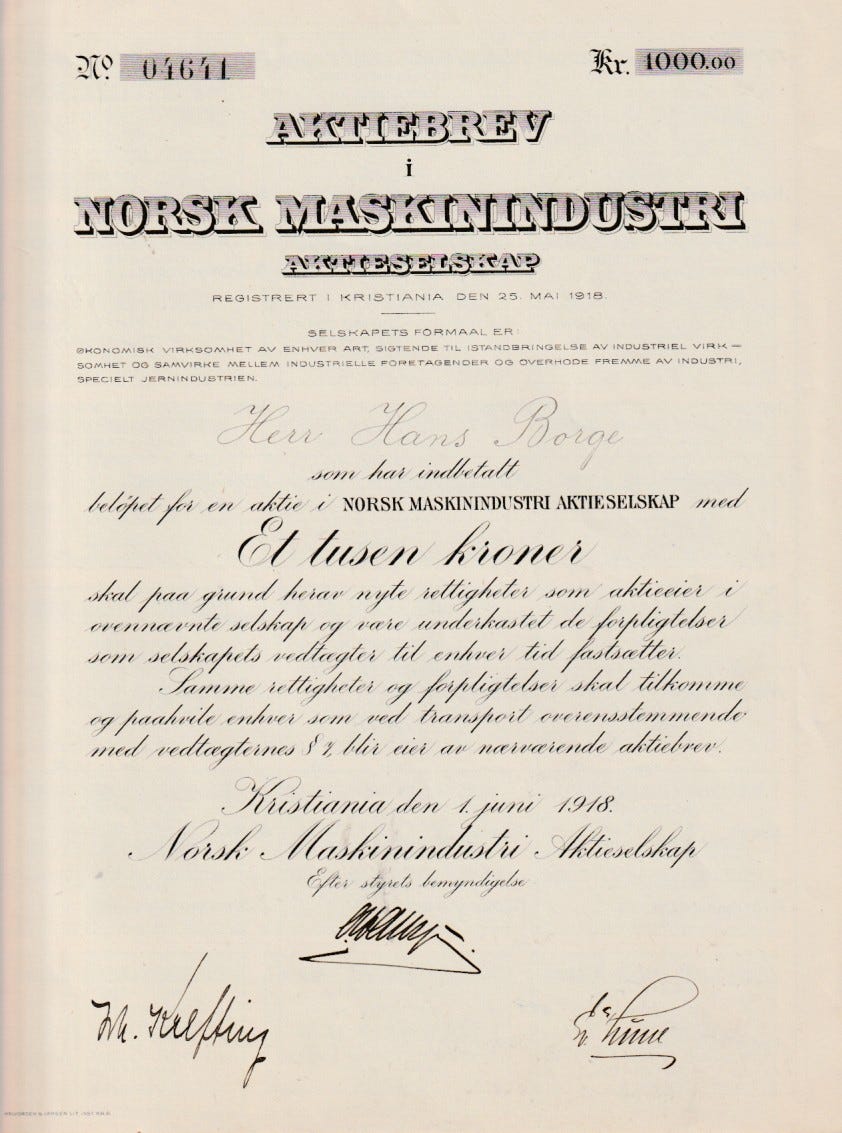 No. 04641 Kr. 1000.00
AKTIEBREV
i
NORSK MASKININDUSTRI
AKTIESELSKAP
REGISTRERT I KRISTIANIA DEN 25. MAI 1918.
SELSKAPETS FORMAAL ER:
ØKONOMISK VIRKSOMHET AV ENHVER ART, SIGTENDE TIL ISTANDBRINGELSE AV INDUSTRIEL VIRK-
SOMHET OG SAMVIRKE MELLEM INDUSTRIELLE FORETAGENDER OG OVERHODE FREMME AV INDUSTRI,
SPECIELT JERNINDUSTRIEN.
Herr Hans Borge
som har indbetalt
beløpet for en aktie i NORSK MASKININDUSTRI AKTIESELSKAP med
Et tusen kroner
skal paa grund herav nyte rettigheter som aktieeier i
ovennævnte selskap og være underkastet de forpligtelser
som selskapets vedtægter til enhver tid fastsætter.
Samme rettigheter og forpligtelser skal tilkomme
og paahvile enhver som ved transport overensstemmende
med vedtægternes § 7, blir eier av nærværende aktiebrev.
Kristiania den 1. juni 1918.
Norsk Maskinindustri Aktieselskap
Efter styrets bemyndigelse
Joh. Krefting